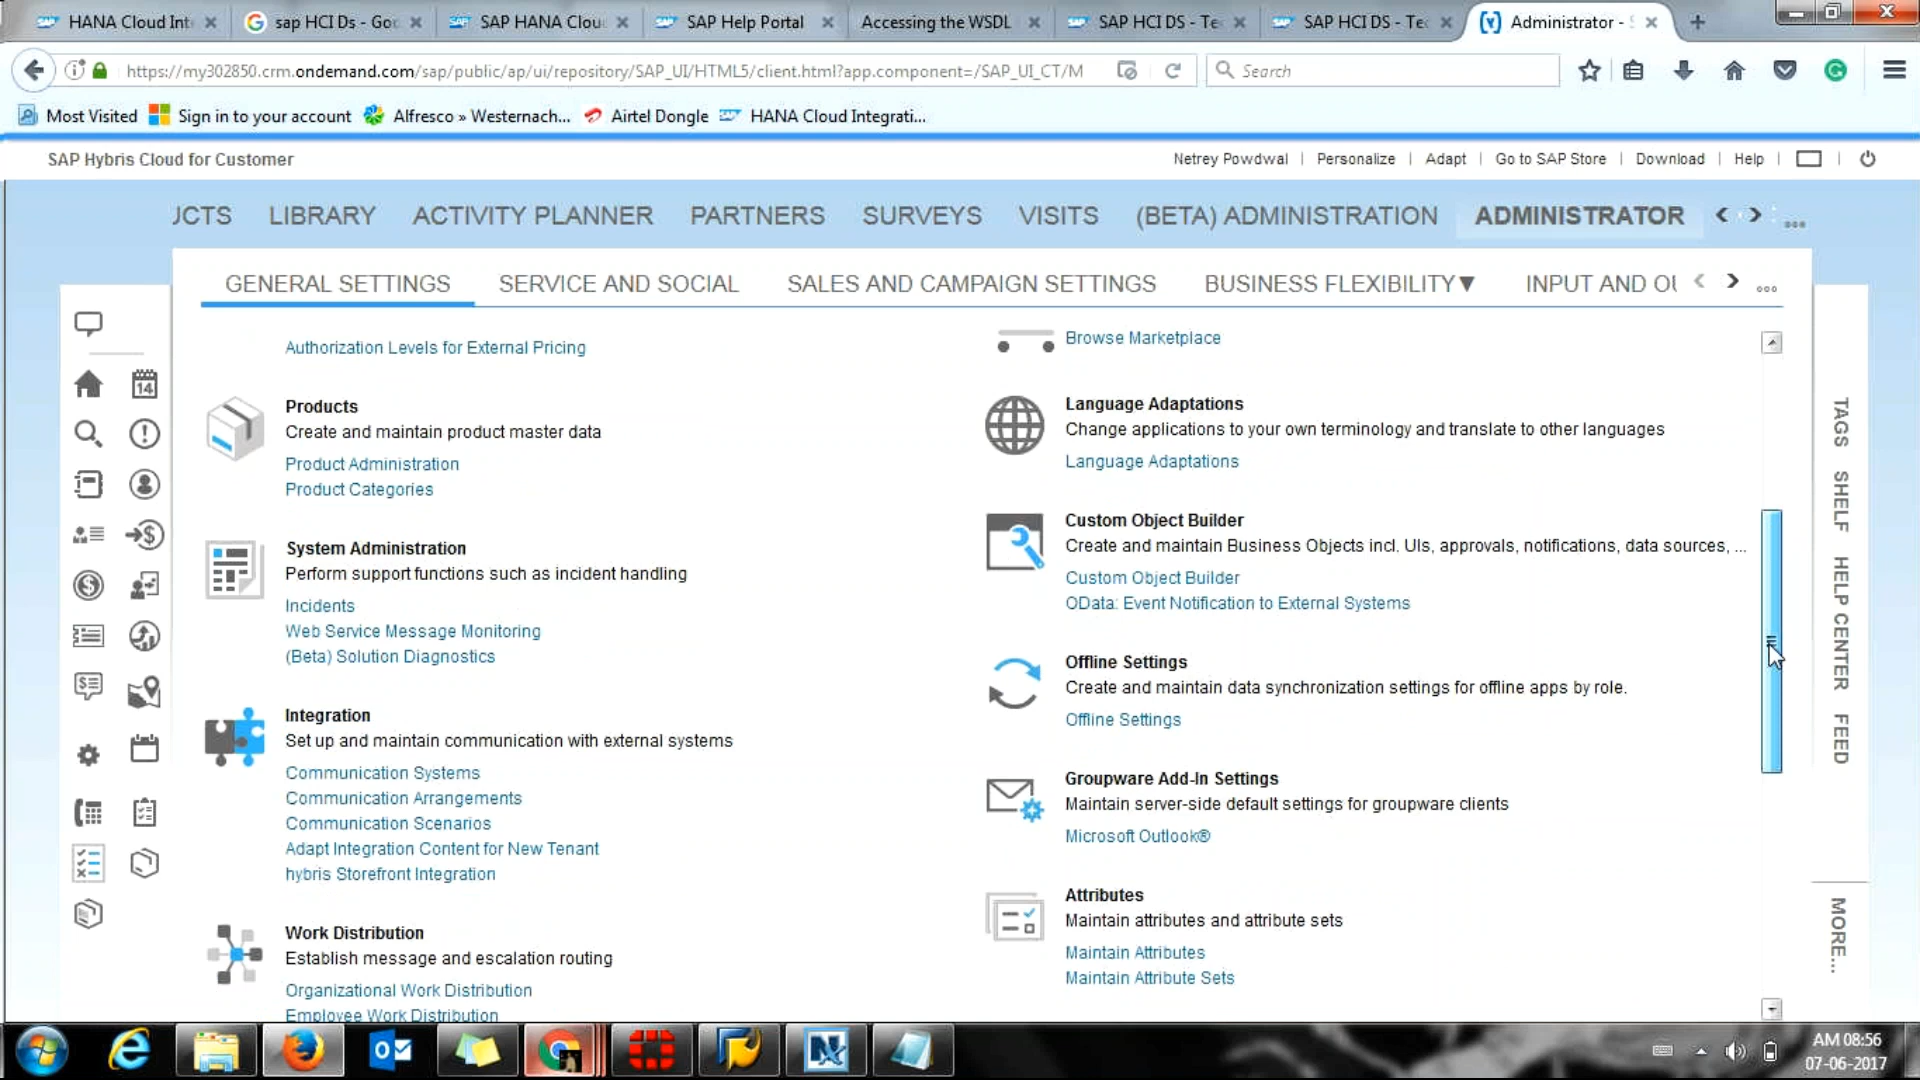 HANA Cloud Int
sap HCI Ds - Goo
SAP HANA Clou
SAP Help Portal
Accessing the WSDL
SAP HCI DS - Te
SAP HCI DS - Te
Administrator - S
https://my302850.crm.ondemand.com/sap/public/ap/ui/repository/SAP_UI/HTML5/client.html?app.component=/SAP_UI_CT/M
Search
Most Visited
Sign in to your account
Alfresco » Westernach...
Airtel Dongle
HANA Cloud Integrati...
SAP Hybris Cloud for Customer
Netrey Powdwal
Personalize
Adapt
Go to SAP Store
Download
Help
UCTS
LIBRARY
ACTIVITY PLANNER
PARTNERS
SURVEYS
VISITS
(BETA) ADMINISTRATION
ADMINISTRATOR
GENERAL SETTINGS
SERVICE AND SOCIAL
SALES AND CAMPAIGN SETTINGS
BUSINESS FLEXIBILITY▼
INPUT AND OU
14
Authorization Levels for External Pricing
Products
Create and maintain product master data
Product Administration
Product Categories
System Administration
Perform support functions such as incident handling
Incidents
Web Service Message Monitoring
(Beta) Solution Diagnostics
Integration
Set up and maintain communication with external systems
Communication Systems
Communication Arrangements
Communication Scenarios
Adapt Integration Content for New Tenant
hybris Storefront Integration
Work Distribution
Establish message and escalation routing
Organizational Work Distribution
Employee Work Distribution
Browse Marketplace
Language Adaptations
Change applications to your own terminology and translate to other languages
Language Adaptations
Custom Object Builder
Create and maintain Business Objects incl. UIs, approvals, notifications, data sources, ...
Custom Object Builder
OData: Event Notification to External Systems
Offline Settings
Create and maintain data synchronization settings for offline apps by role.
Offline Settings
Groupware Add-In Settings
Maintain server-side default settings for groupware clients
Microsoft Outlook®
Attributes
Maintain attributes and attribute sets
Maintain Attributes
Maintain Attribute Sets
TAGS
SHELF
HELP CENTER
FEED
MORE...
AM 08:56
07-06-2017